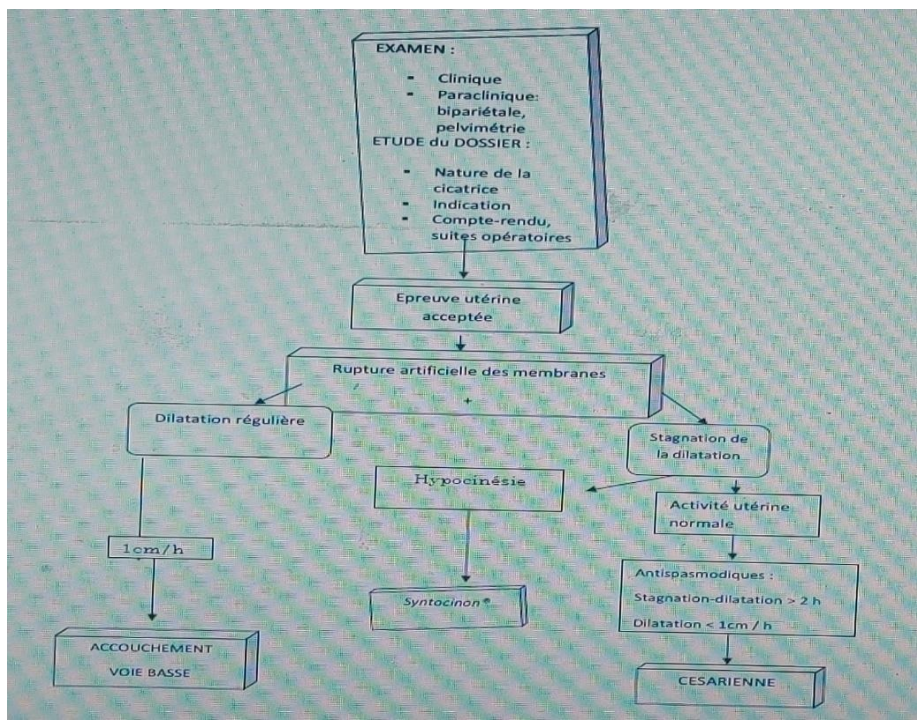 EXAMEN :
- Clinique
- Paraclinique:
bipariétale,
pelvimétrie
ETUDE du DOSSIER :
- Nature de la
cicatrice
- Indication
- Compte-rendu,
suites opératoires
Epreuve utérine
acceptée
Rupture artificielle des membranes
+
Dilatation régulière
Stagnation de
la dilatation
Hypocinésie
Activité utérine
normale
1cm/h
Antispasmodiques :
Stagnation-dilatation > 2 h
Dilatation < 1cm / h
Syntocinon®
ACCOUCHEMENT
VOIE BASSE
CESARIENNE